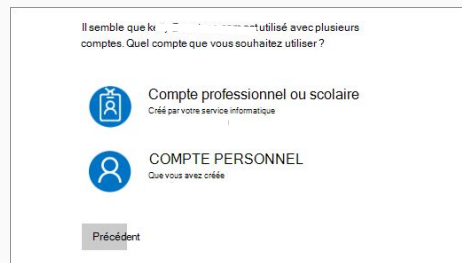 Il semble que utilisé avec plusieurs
comptes. Quel compte que vous souhaitez utiliser ?
Compte professionnel ou scolaire
Créé par votre service informatique
COMPTE PERSONNEL
Que vous avez créée
Précédent